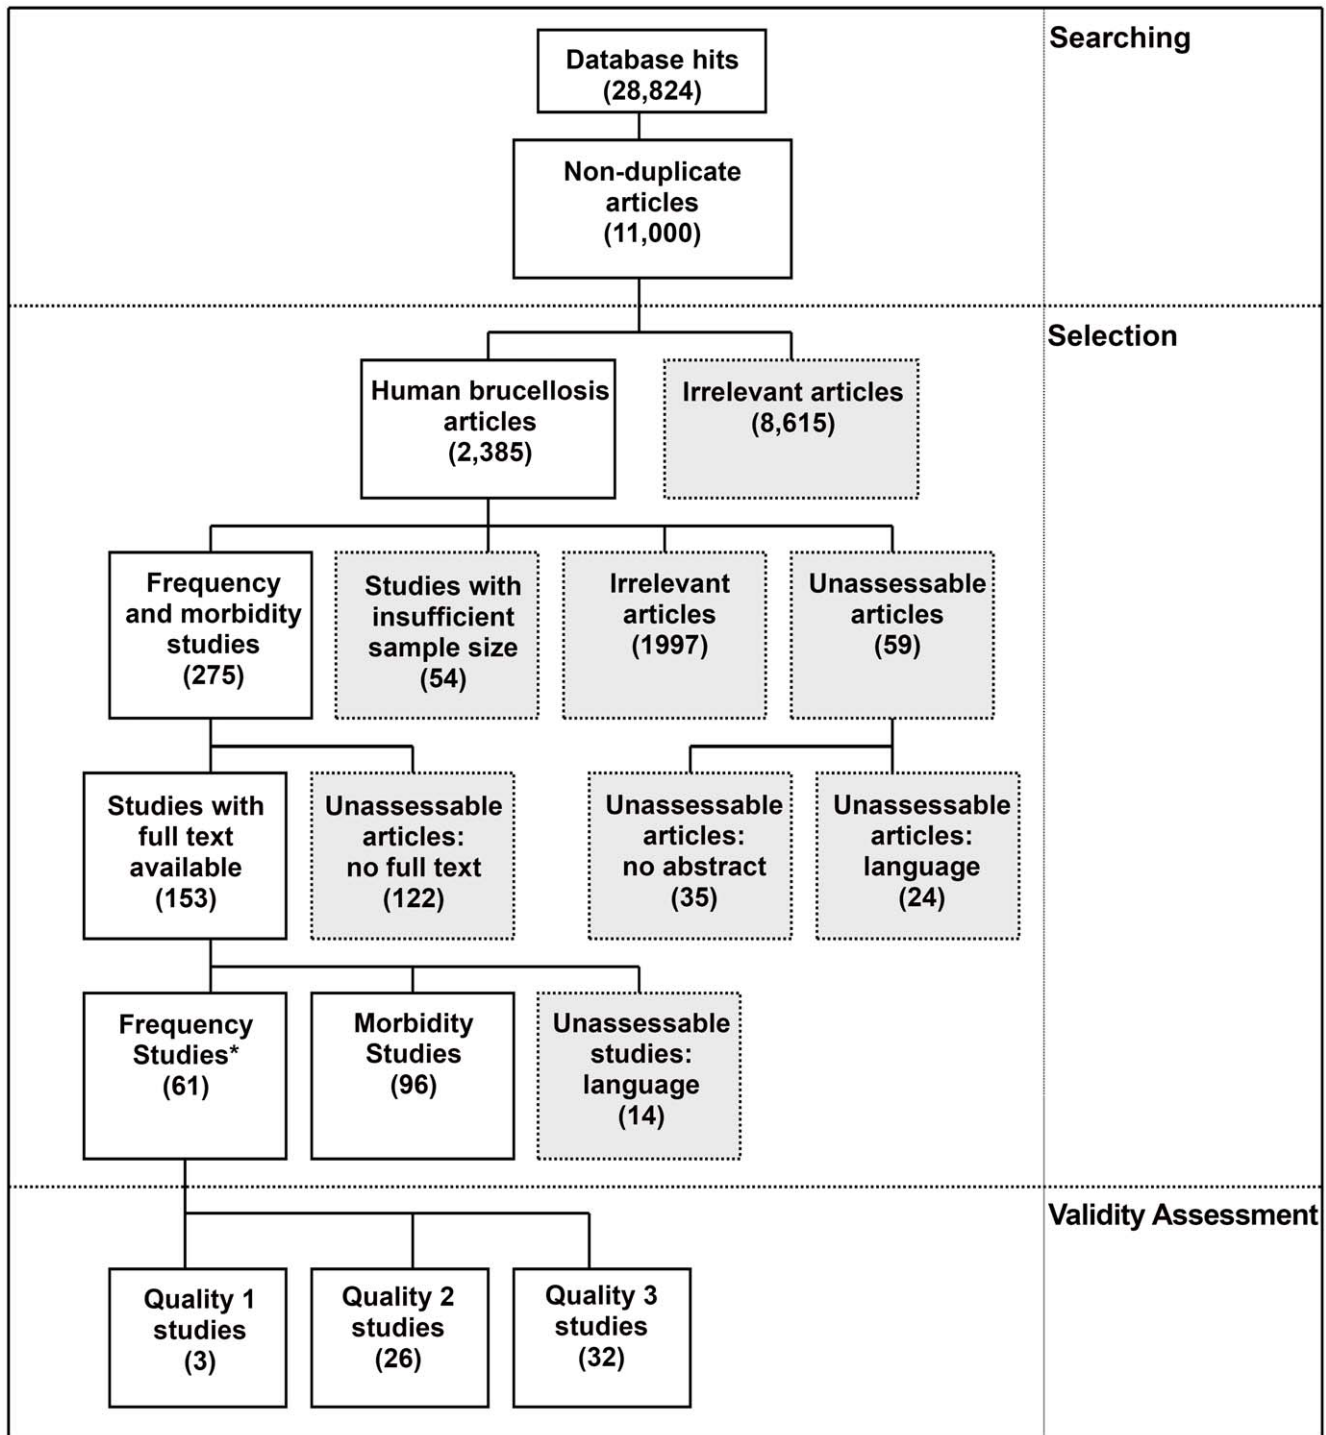 Searching
Database hits
(28,824)
Non-duplicate
articles
(11,000)
Selection
Human brucellosis
articles
(2,385)
Irrelevant articles
(8,615)
Frequency
and morbidity
studies
(275)
Studies with
insufficient
sample size
(54)
Irrelevant
articles
(1997)
Unassessable
articles
(59)
Studies with
full text
available
(153)
Unassessable
articles:
no full text
(122)
Unassessable
articles:
no abstract
(35)
Unassessable
articles:
language
(24)
Frequency
Studies*
(61)
Morbidity
Studies
(96)
Unassessable
studies:
language
(14)
Validity Assessment
Quality 1
studies
(3)
Quality 2
studies
(26)
Quality 3
studies
(32)